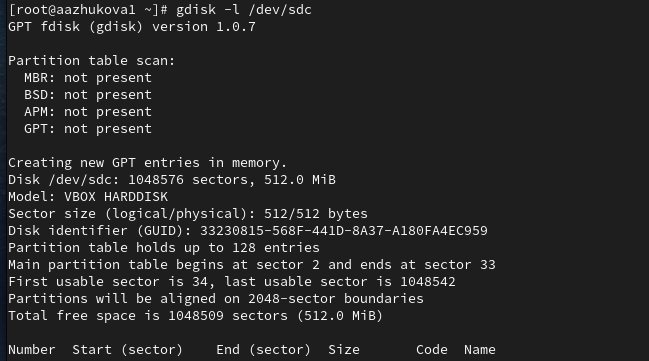 [root@aazhukova1 ~]# gdisk -l /dev/sdc
GPT fdisk (gdisk) version 1.0.7

Partition table scan:
  MBR: not present
  BSD: not present
  APM: not present
  GPT: not present

Creating new GPT entries in memory.
Disk /dev/sdc: 1048576 sectors, 512.0 MiB
Model: VBOX HARDDISK
Sector size (logical/physical): 512/512 bytes
Disk identifier (GUID): 33230815-568F-441D-8A37-A180FA4EC959
Partition table holds up to 128 entries
Main partition table begins at sector 2 and ends at sector 33
First usable sector is 34, last usable sector is 1048542
Partitions will be aligned on 2048-sector boundaries
Total free space is 1048509 sectors (512.0 MiB)

Number  Start (sector)    End (sector)  Size       Code  Name